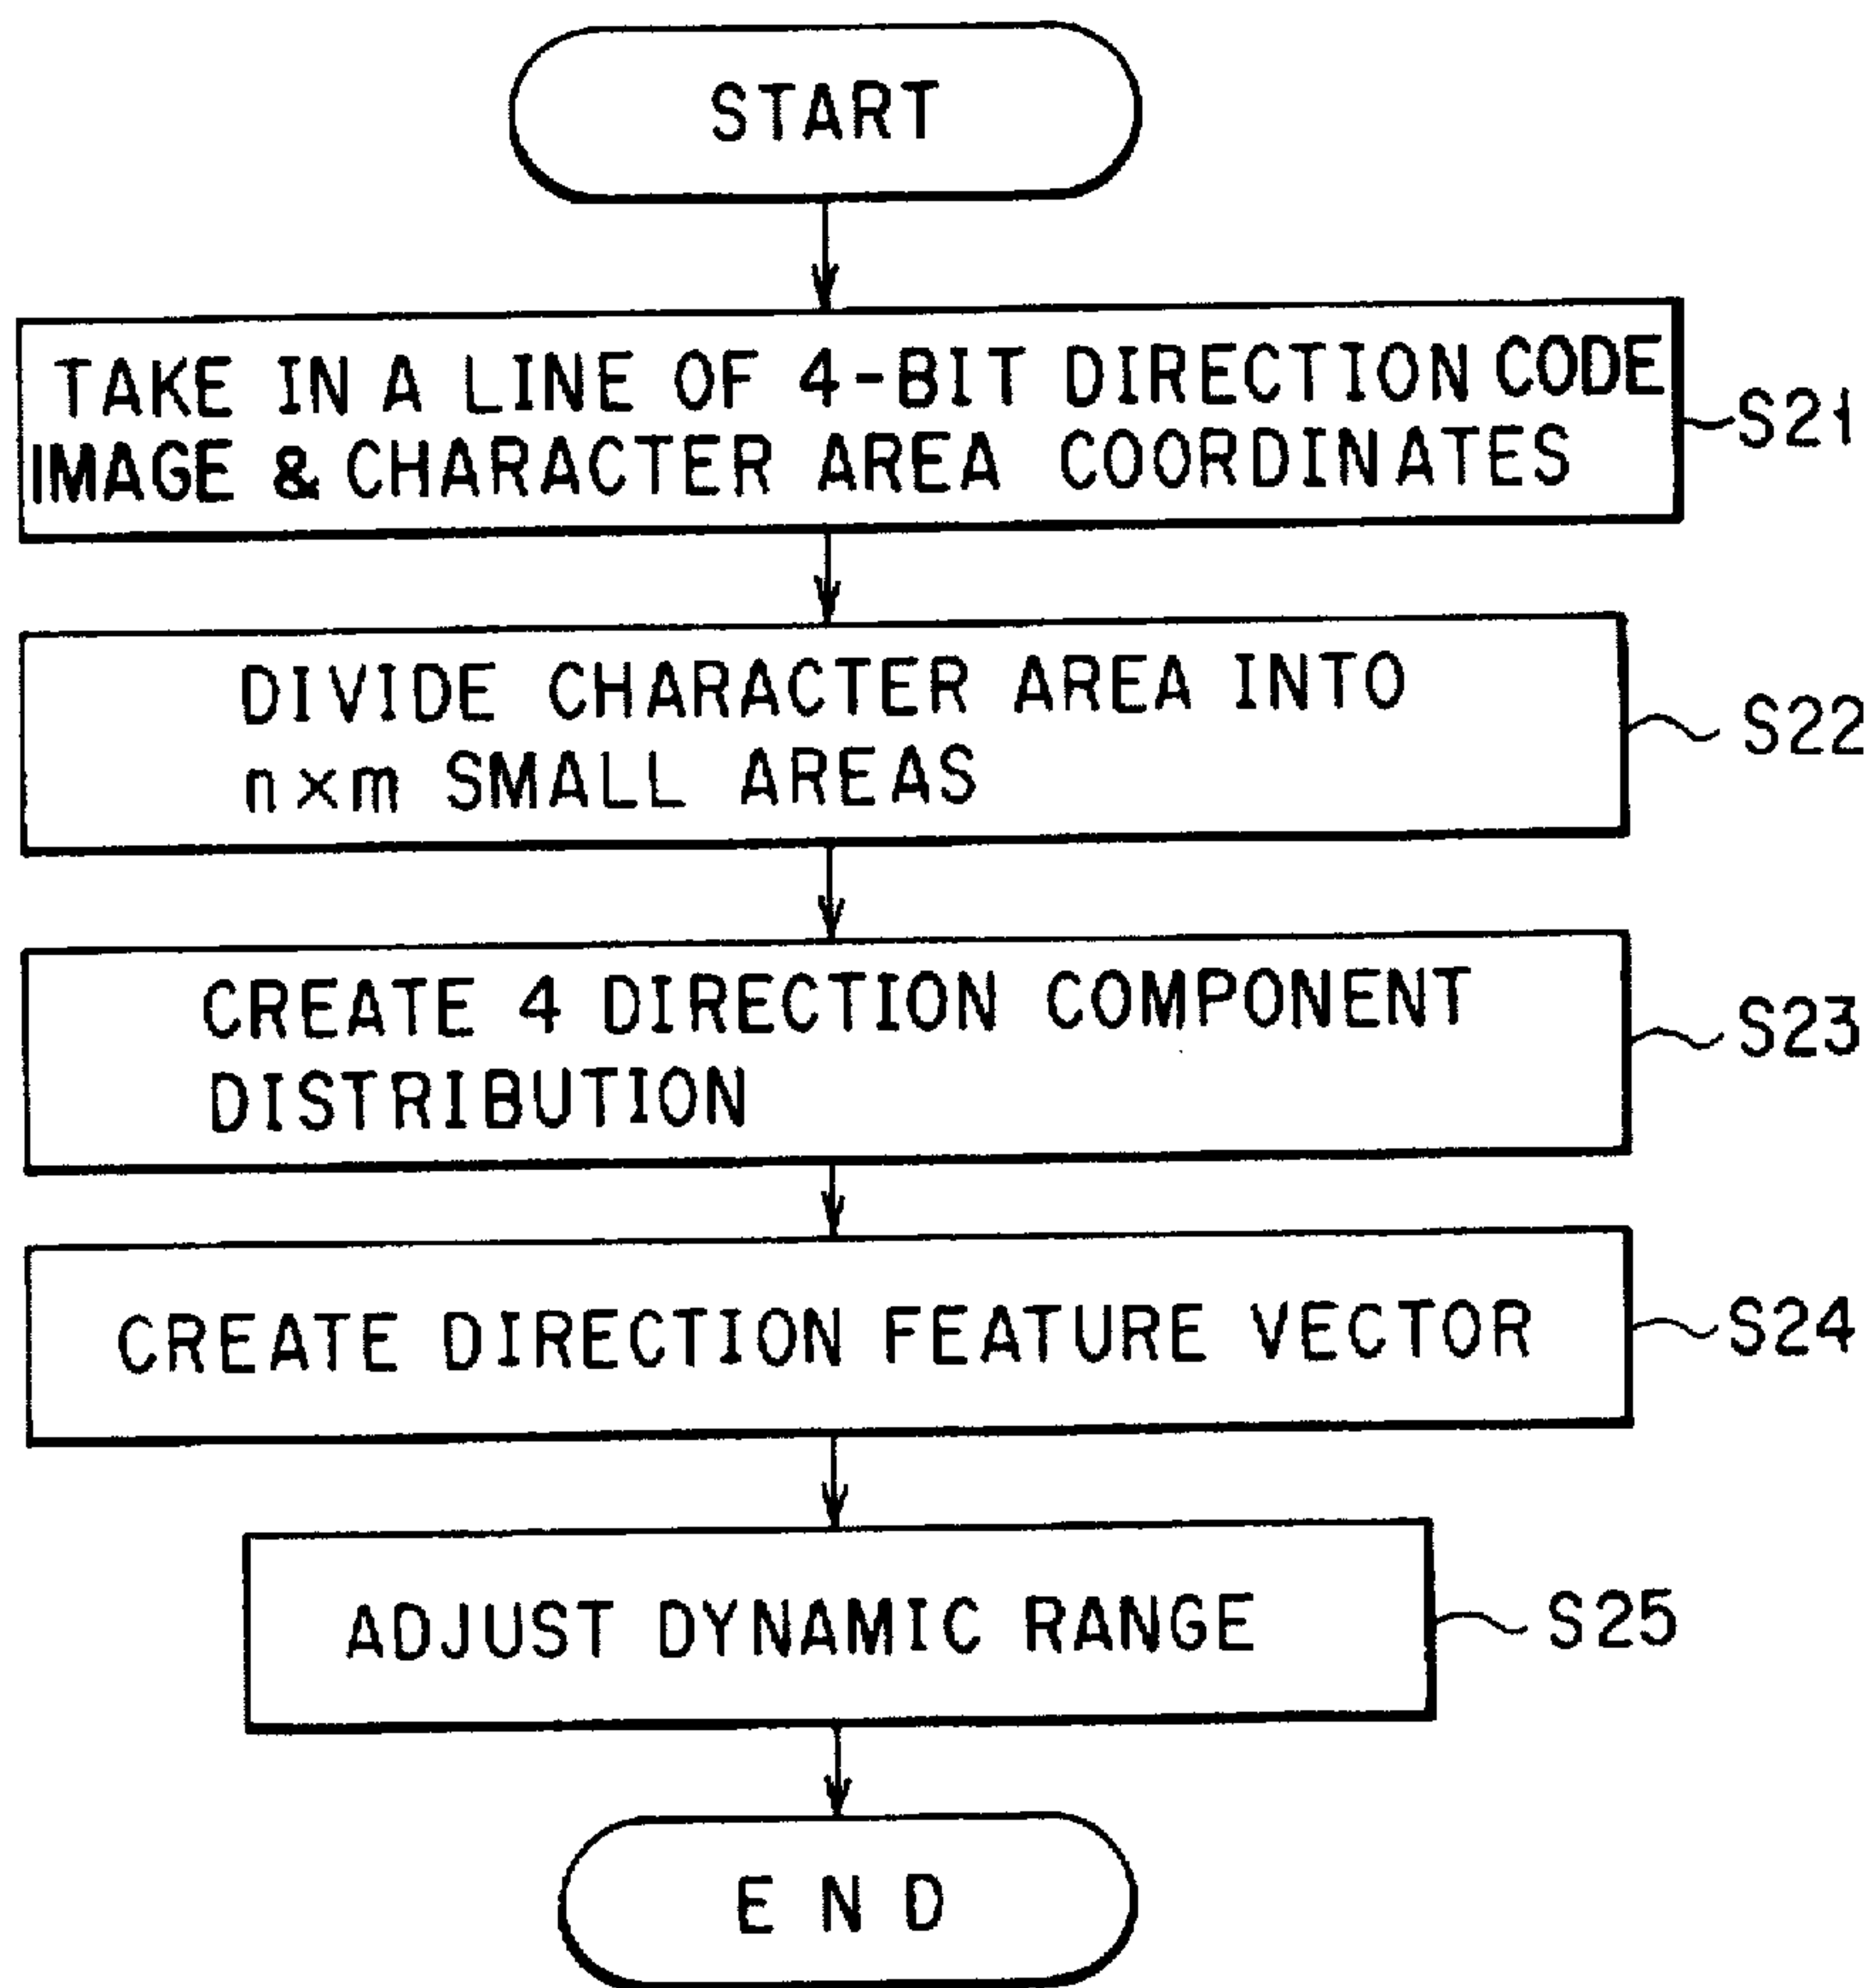 START
TAKE IN A LINE OF 4-BIT DIRECTION CODE
IMAGE & CHARACTER AREA COORDINATES
S21
DIVIDE CHARACTER AREA INTO
n×m SMALL AREAS
S22
CREATE 4 DIRECTION COMPONENT
DISTRIBUTION
S23
CREATE DIRECTION FEATURE VECTOR
S24
ADJUST DYNAMIC RANGE
S25
END